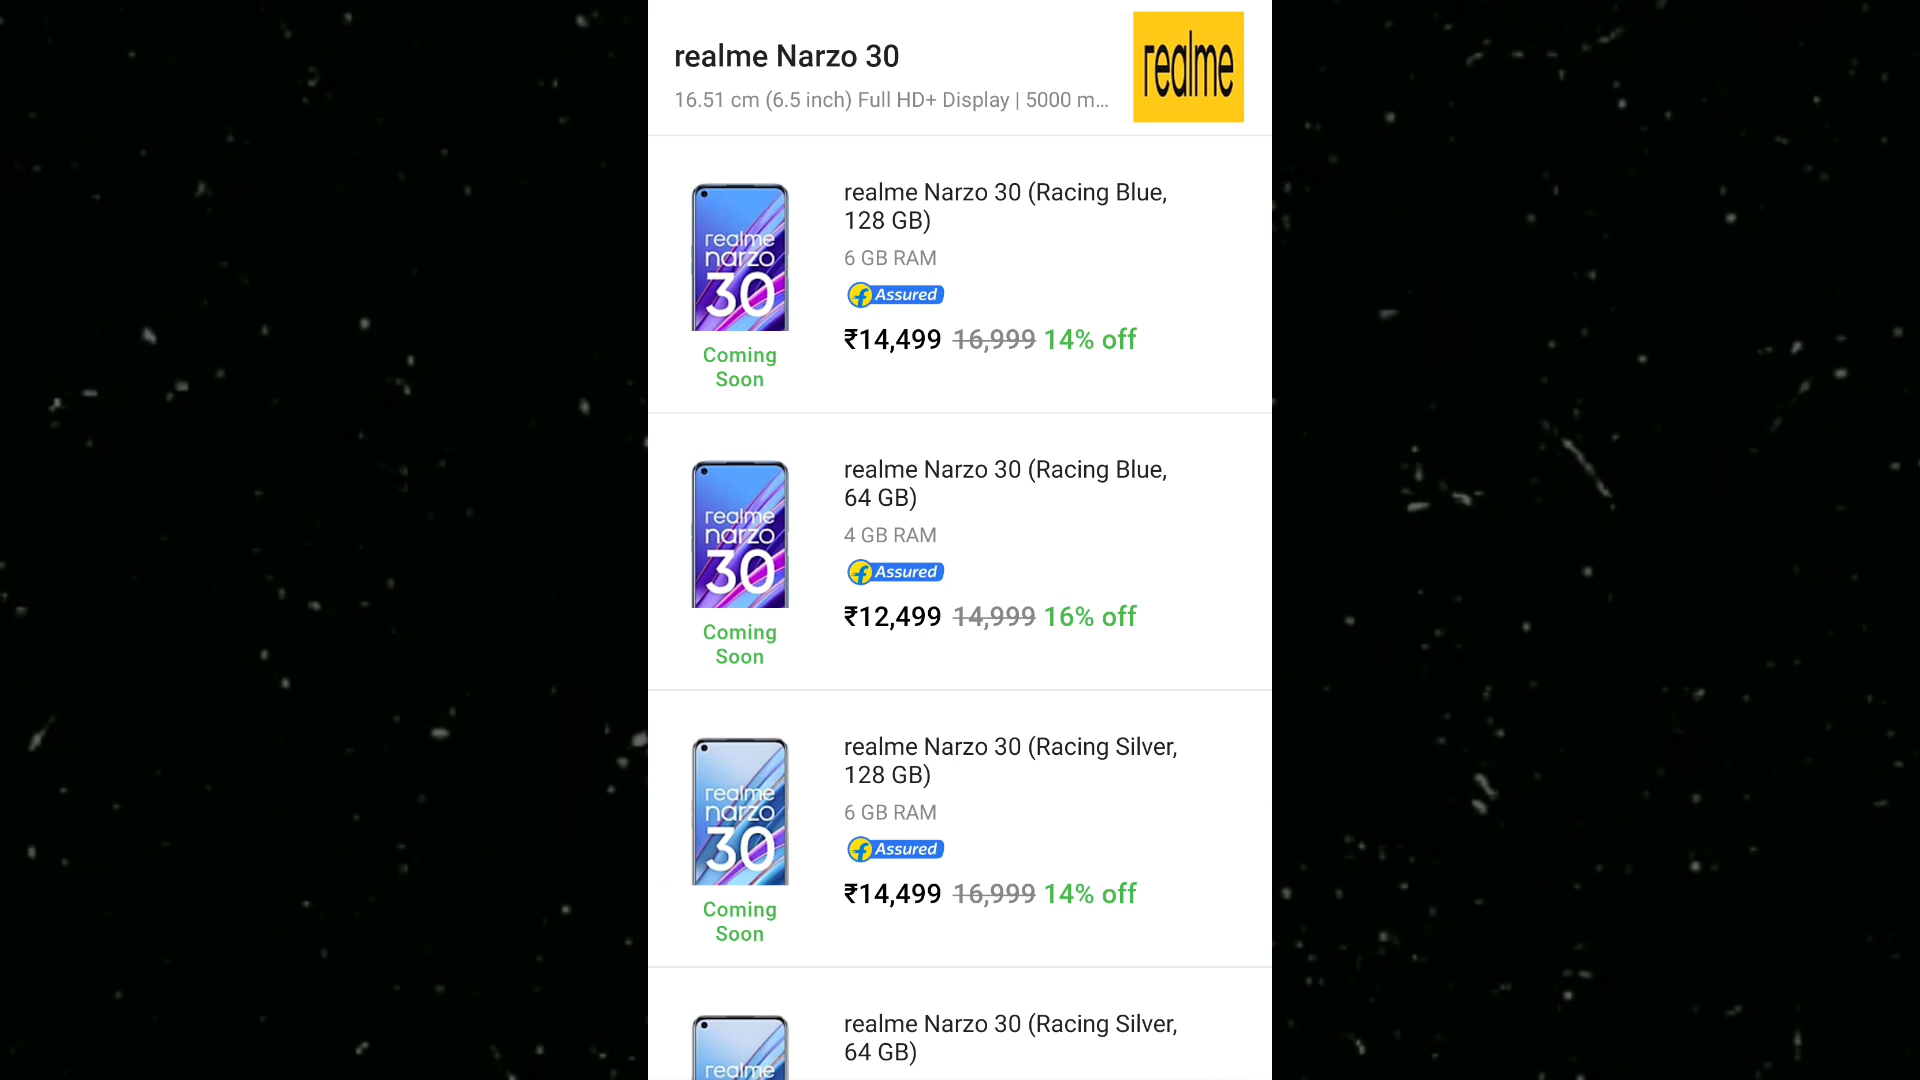 realme Narzo 30
16.51 cm (6.5 inch) Full HD+ Display | 5000 m...
realme
realme Narzo 30 (Racing Blue,
128 GB)
6 GB RAM
Assured
₹14,499 16,999 14% off
realme
narzo
30
Coming
Soon
realme Narzo 30 (Racing Blue,
64 GB)
4 GB RAM
Assured
₹12,499 14,999 16% off
realme
narzo
30
Coming
Soon
realme Narzo 30 (Racing Silver,
128 GB)
6 GB RAM
Assured
₹14,499 16,999 14% off
realme
narzo
30
Coming
Soon
realme Narzo 30 (Racing Silver,
64 GB)
realme